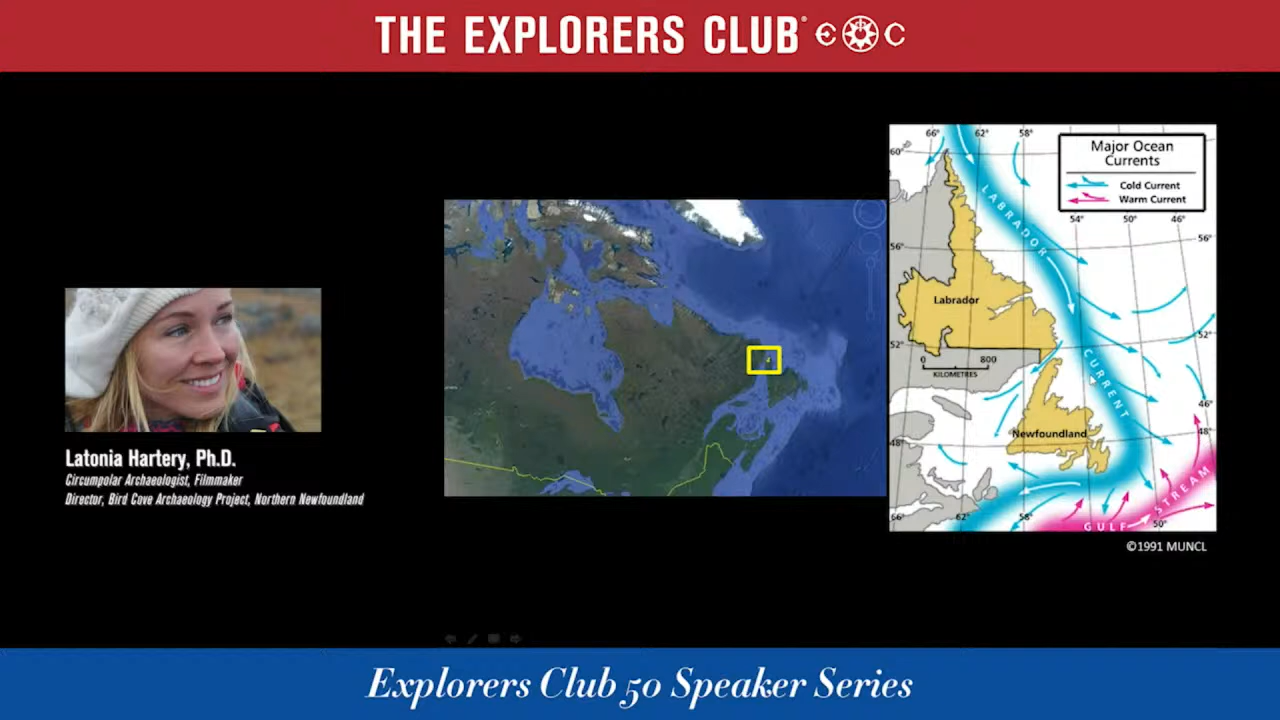 THE EXPLORERS CLUB® E C
Latonia Hartery, Ph.D.
Circumpolar Archaeologist, Filmmaker
Director, Bird Cove Archaeology Project, Northern Newfoundland
66° 62° 58°
Major Ocean
Currents
Cold Current
Warm Current
60°
54° 50° 46°
56° 56°
LABRADOR
Labrador
52° 52°
0 800
KILOMETRES
CURRENT
46°
Newfoundland
48° 48°
GULF STREAM
66° 62° 58° 50°
©1991 MUNCL
Explorers Club 50 Speaker Series